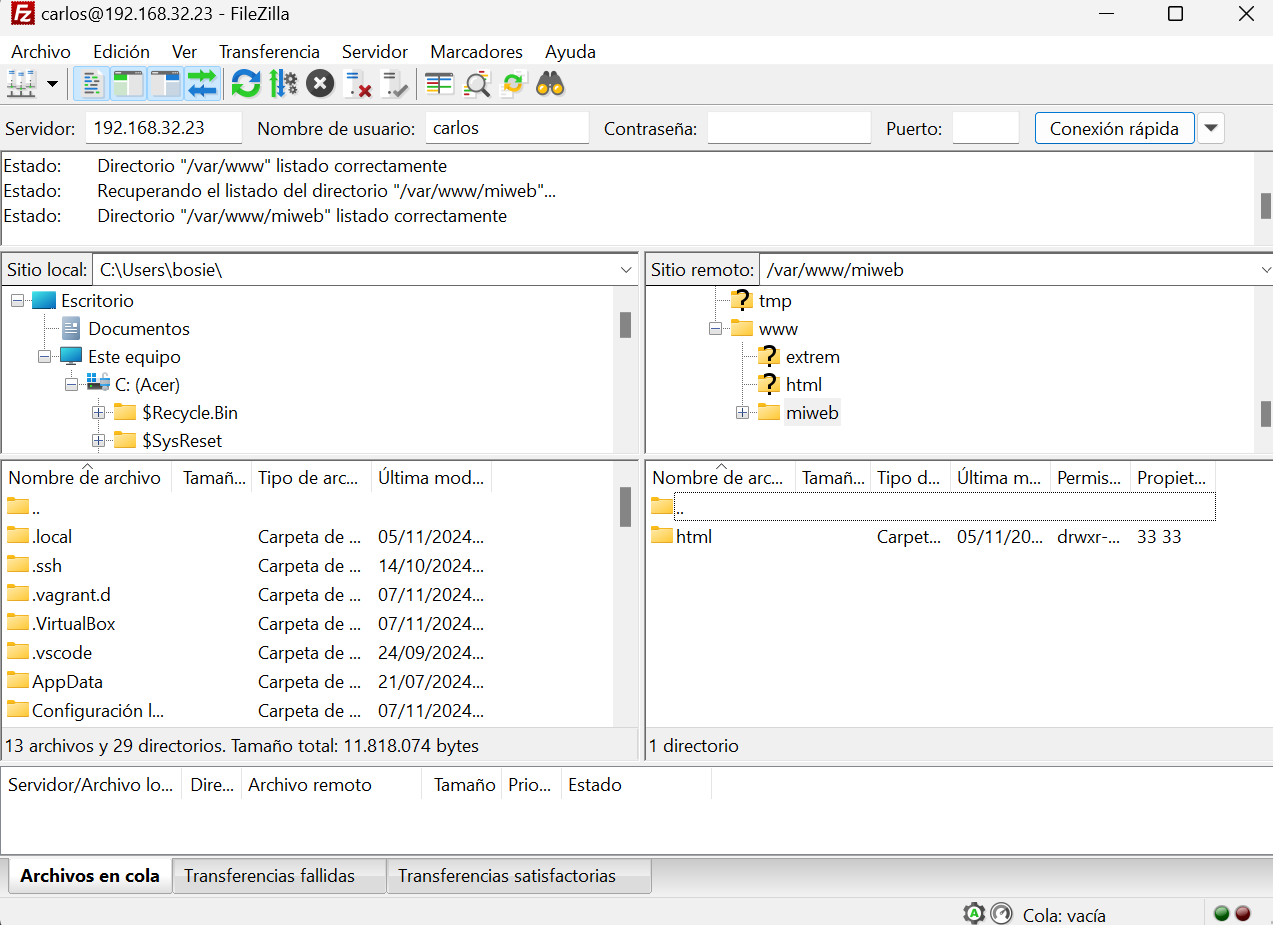 carlos@192.168.32.23 - FileZilla
Archivo Edición Ver Transferencia Servidor Marcadores Ayuda
Servidor: 192.168.32.23 Nombre de usuario: carlos Contraseña: Puerto: Conexión rápida
Estado: Directorio "/var/www" listado correctamente
Estado: Recuperando el listado del directorio "/var/www/miweb"...
Estado: Directorio "/var/www/miweb" listado correctamente
Sitio local: C:\Users\bosie\
Escritorio
Documentos
Este equipo
C: (Acer)
$Recycle.Bin
$SysReset
Sitio remoto: /var/www/miweb
tmp
www
extrem
html
miweb
Nombre de archivo Tamañ... Tipo de arc... Última mod...
..
.local Carpeta de ... 05/11/2024...
.ssh Carpeta de ... 14/10/2024...
.vagrant.d Carpeta de ... 07/11/2024...
.VirtualBox Carpeta de ... 07/11/2024...
.vscode Carpeta de ... 24/09/2024...
AppData Carpeta de ... 21/07/2024...
Configuración l... Carpeta de ... 07/11/2024...
13 archivos y 29 directorios. Tamaño total: 11.818.074 bytes
Nombre de arc... Tamañ... Tipo d... Última m... Permis... Propiet...
..
html Carpet... 05/11/20... drwxr-... 33 33
1 directorio
Servidor/Archivo lo... Dire... Archivo remoto Tamaño Prio... Estado
Archivos en cola Transferencias fallidas Transferencias satisfactorias
Cola: vacía